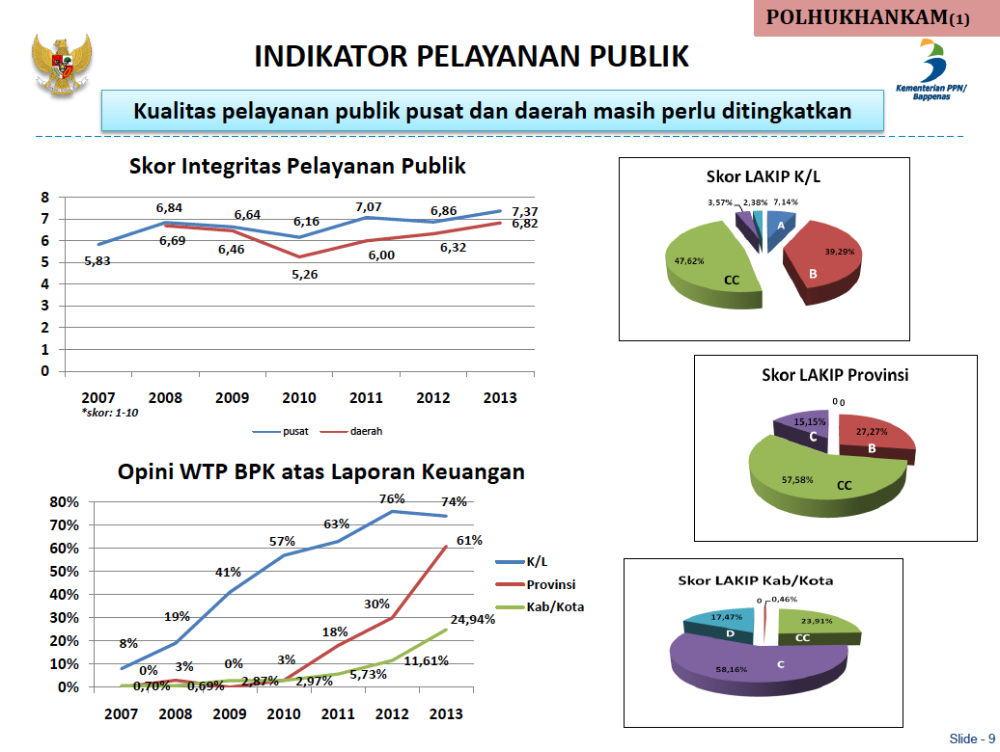 POLHUKHANKAM(1)
INDIKATOR PELAYANAN PUBLIK
Kementerian PPN/
Bappenas
Kualitas pelayanan publik pusat dan daerah masih perlu ditingkatkan
Skor Integritas Pelayanan Publik
8
7
6
5
4
3
2
1
0
5,83
6,84
6,64
6,16
7,07
6,86
7,37
6,69
6,46
5,26
6,00
6,32
6,82
2007 2008 2009 2010 2011 2012 2013
*skor: 1-10
pusat daerah
Skor LAKIP K/L
3,57% 2,38% 7,14%
A
39,29%
B
47,62%
CC
Skor LAKIP Provinsi
0 0
15,15%
C
27,27%
B
57,58%
CC
Opini WTP BPK atas Laporan Keuangan
80%
70%
60%
50%
40%
30%
20%
10%
0%
8%
19%
41%
57%
63%
76%
74%
0%
3%
0%
3%
18%
30%
61%
0,70%
0,69%
2,87%
2,97%
5,73%
11,61%
24,94%
2007 2008 2009 2010 2011 2012 2013
K/L
Provinsi
Kab/Kota
Skor LAKIP Kab/Kota
0 0,46%
17,47%
D
23,91%
CC
58,16%
C
Slide - 9